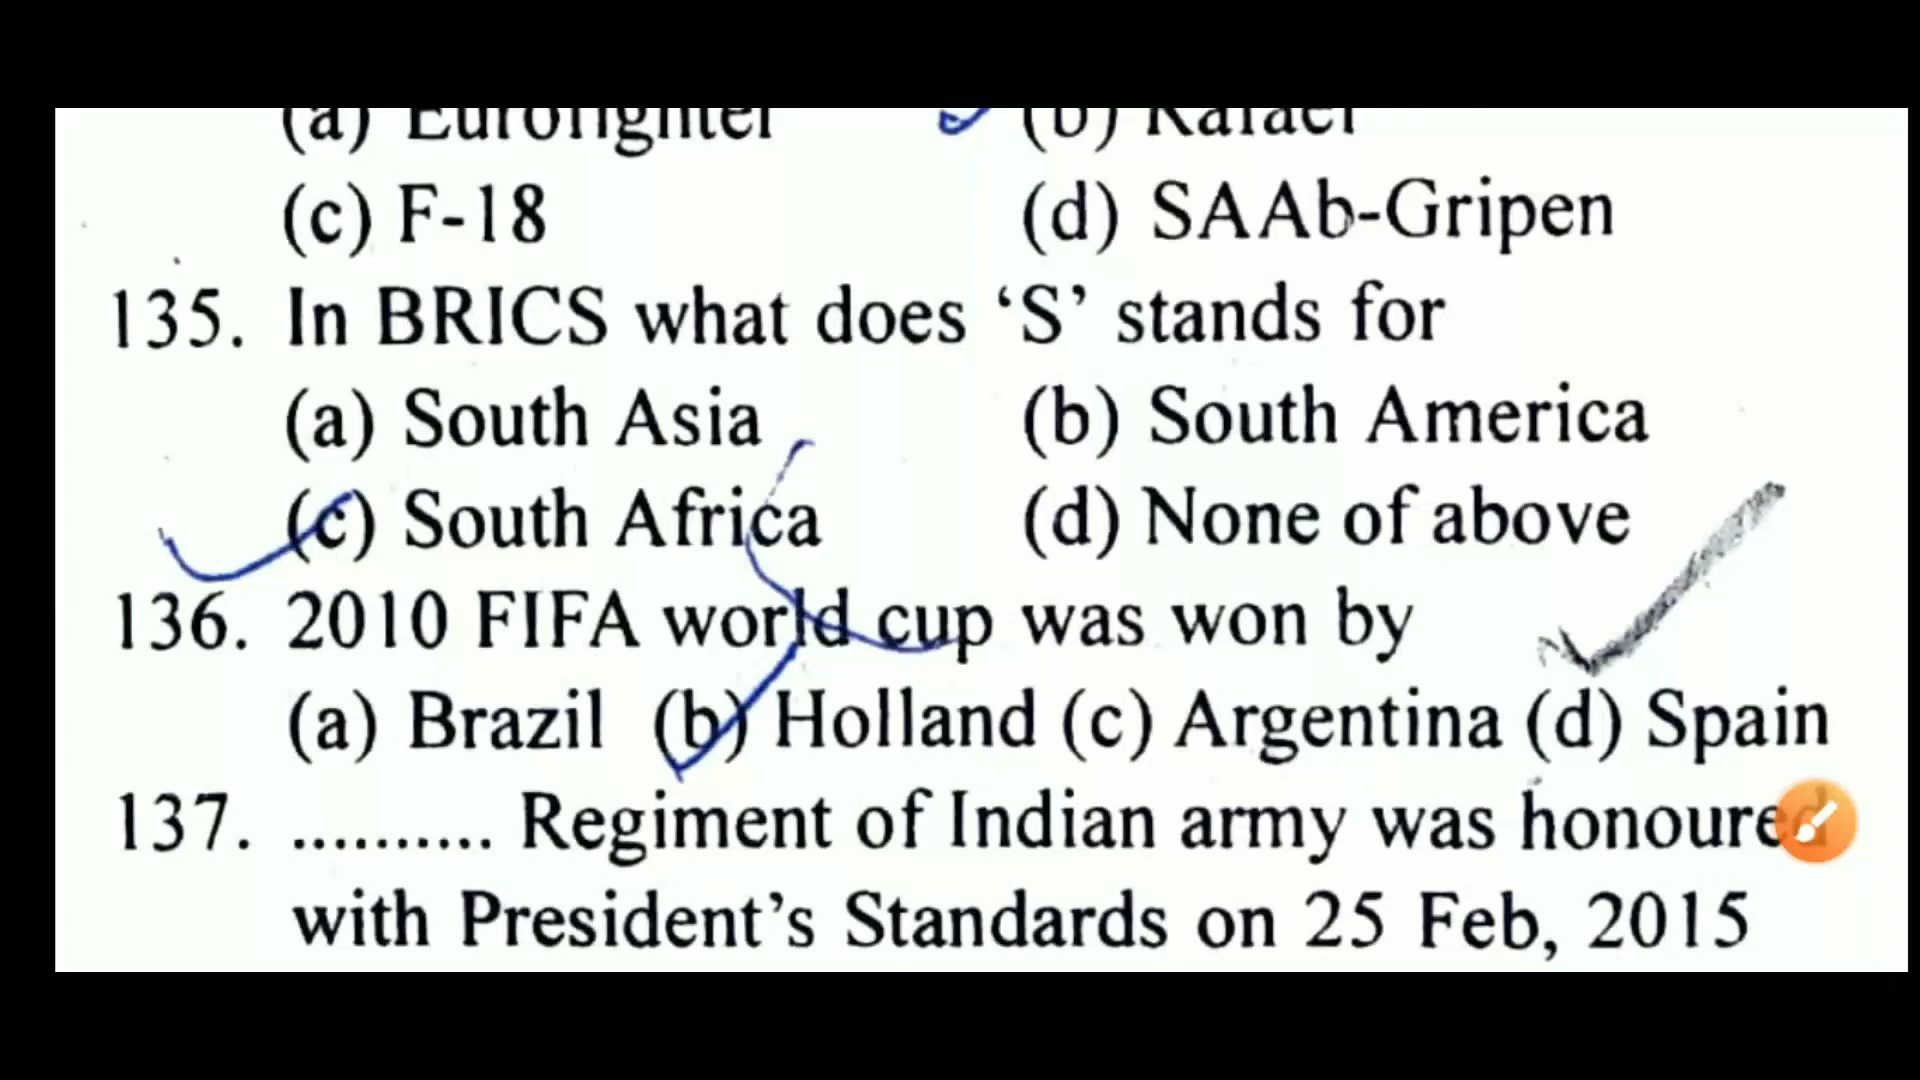 (a) Eurofighter (b) Rafael
(c) F-18 (d) SAAb-Gripen
135. In BRICS what does ‘S’ stands for
(a) South Asia (b) South America
(c) South Africa (d) None of above
136. 2010 FIFA world cup was won by
(a) Brazil (b) Holland (c) Argentina (d) Spain
137. .......... Regiment of Indian army was honoured
with President’s Standards on 25 Feb, 2015